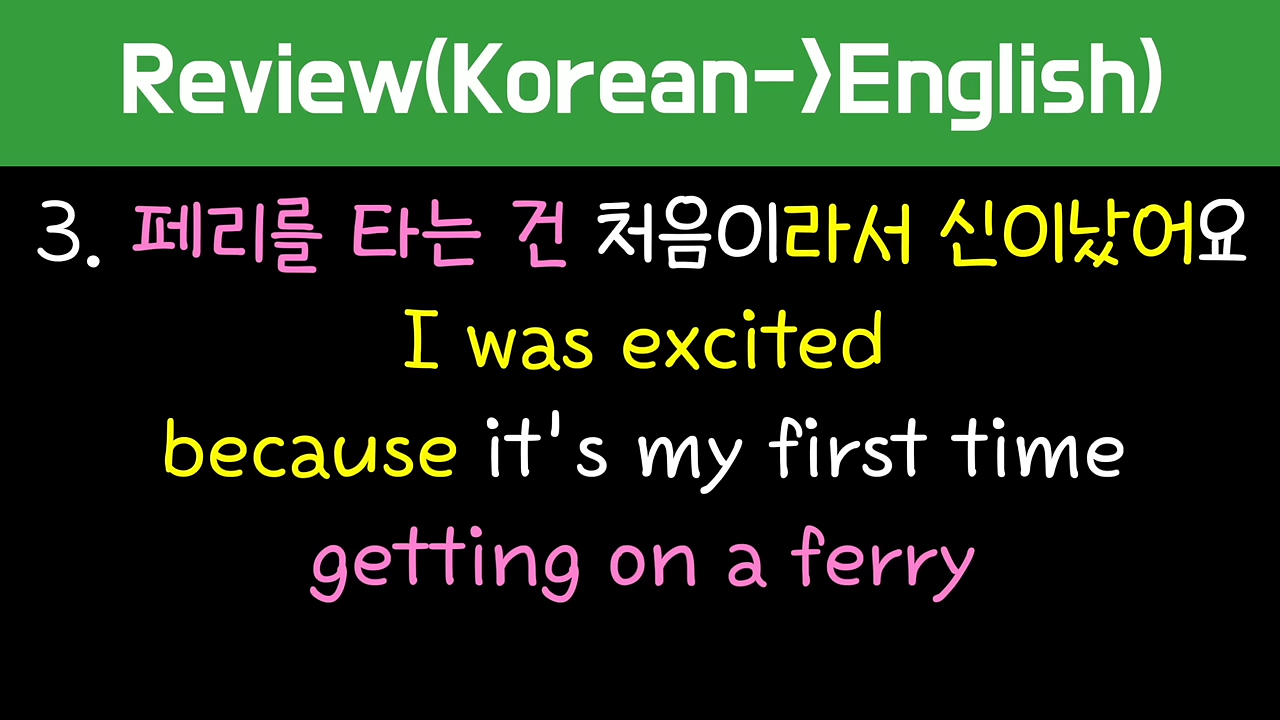 Review(Korean->English)
3. 페리를 타는 건 처음이라서 신이났어요
I was excited
because it's my first time
getting on a ferry